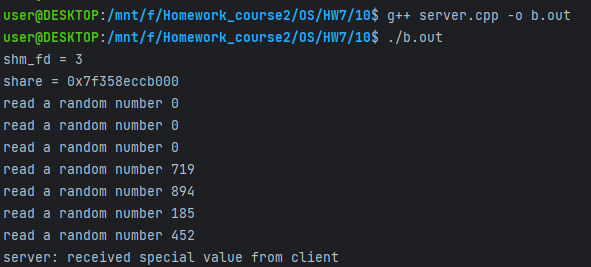 user@DESKTOP:/mnt/f/Homework_course2/OS/HW7/10$ g++ server.cpp -o b.out
user@DESKTOP:/mnt/f/Homework_course2/OS/HW7/10$ ./b.out
shm_fd = 3
share = 0x7f358eccb000
read a random number 0
read a random number 0
read a random number 0
read a random number 719
read a random number 894
read a random number 185
read a random number 452
server: received special value from client